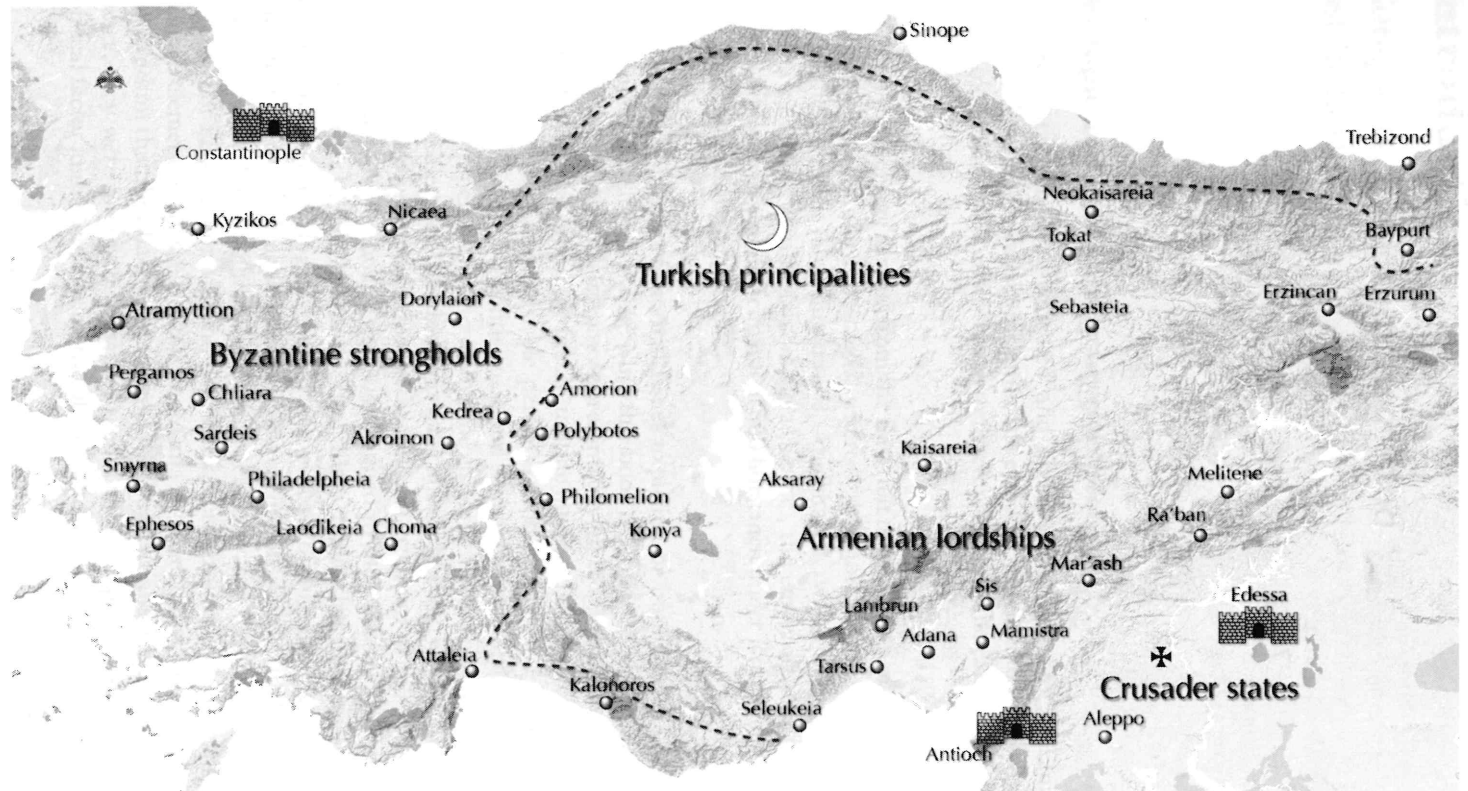 Sinope
Constantinople
Trebizond
Kyzikos
Nicaea
Neokaisareia
Baypurt
Tokat
Turkish principalities
Dorylaion
Atramyttion
Sebasteia
Erzincan
Erzurum
Byzantine strongholds
Pergamos
Chliara
Amorion
Kedrea
Sardeis
Akroinon
Polybotos
Kaisareia
Smyrna
Philadelpheia
Philomelion
Aksaray
Melitene
Ephesos
Laodikeia
Choma
Konya
Armenian lordships
Ra'ban
Mar'ash
Sis
Edessa
Lambrun
Adana
Mamistra
Attaleia
Tarsus
Kalonoros
Crusader states
Seleukeia
Aleppo
Antioch